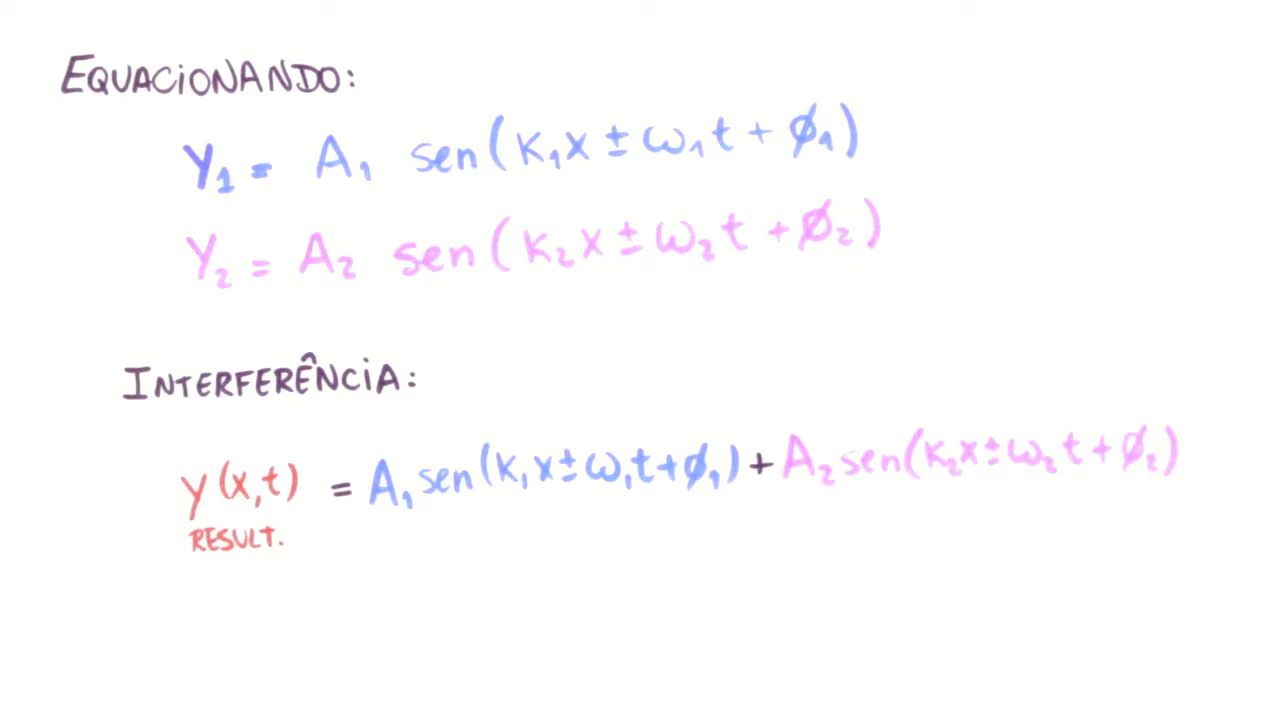 EQUACIONANDO:
Y₁ = A₁ sen(k₁x ± ω₁t + ϕ₁)
Y₂ = A₂ sen(k₂x ± ω₂t + ϕ₂)
INTERFERÊNCIA:
y(x,t) = A₁ sen(k₁x ± ω₁t + ϕ₁) + A₂ sen(k₂x ± ω₂t + ϕ₂)
RESULT.